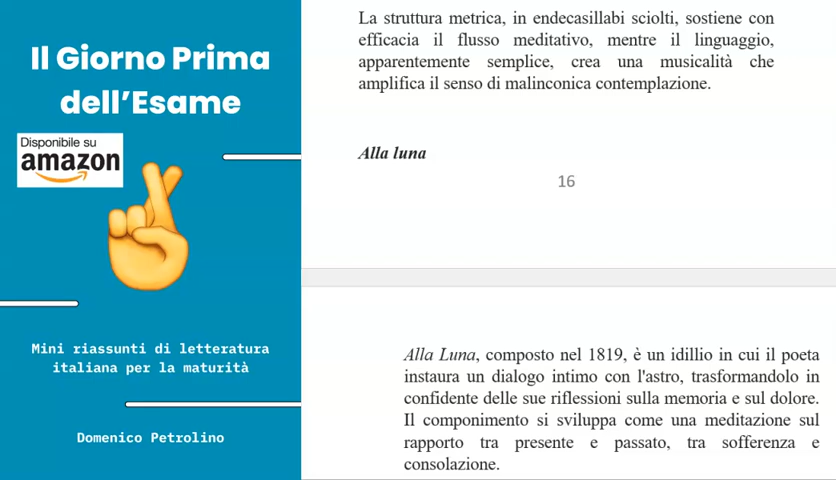 Il Giorno Prima
dell'Esame
Disponibile su
amazon
Mini riassunti di letteratura
italiana per la maturità
Domenico Petrolino
La struttura metrica, in endecasillabi sciolti, sostiene con
efficacia il flusso meditativo, mentre il linguaggio,
apparentemente semplice, crea una musicalità che
amplifica il senso di malinconica contemplazione.
Alla luna
16
Alla Luna, composto nel 1819, è un idillio in cui il poeta
instaura un dialogo intimo con l'astro, trasformandolo in
confidente delle sue riflessioni sulla memoria e sul dolore.
Il componimento si sviluppa come una meditazione sul
rapporto tra presente e passato, tra sofferenza e
consolazione.